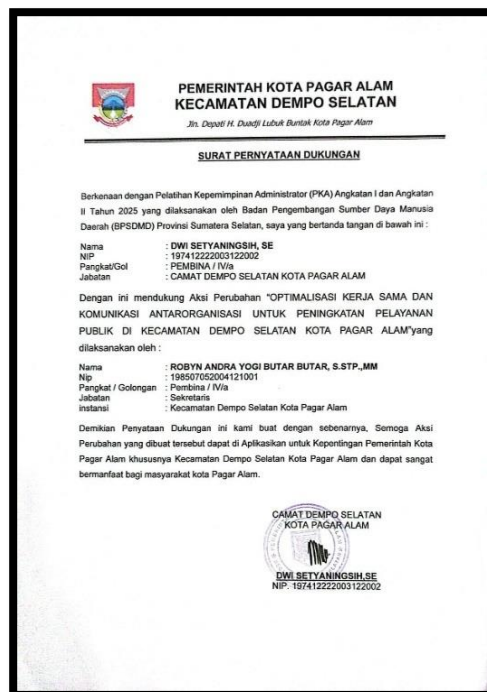 PEMERINTAH KOTA PAGAR ALAM
KECAMATAN DEMPO SELATAN
Jln. Depati H. Duadji Lubuk Buntak Kota Pagar Alam
SURAT PERNYATAAN DUKUNGAN
Berkenaan dengan Pelatihan Kepemimpinan Administrator (PKA) Angkatan I dan Angkatan
II Tahun 2025 yang dilaksanakan oleh Badan Pengembangan Sumber Daya Manusia
Daerah (BPSDMD) Provinsi Sumatera Selatan, saya yang bertanda tangan di bawah ini :
Nama : DWI SETYANINGSIH, SE
NIP : 197412222003122002
Pangkat/Gol : PEMBINA / IV/a
Jabatan : CAMAT DEMPO SELATAN KOTA PAGAR ALAM
Dengan ini mendukung Aksi Perubahan "OPTIMALISASI KERJA SAMA DAN
KOMUNIKASI ANTARORGANISASI UNTUK PENINGKATAN PELAYANAN
PUBLIK DI KECAMATAN DEMPO SELATAN KOTA PAGAR ALAM"yang
dilaksanakan oleh :
Nama : ROBYN ANDRA YOGI BUTAR BUTAR, S.STP.,MM
Nip : 198507052004121001
Pangkat / Golongan : Pembina / IV/a
Jabatan : Sekretaris
instansi : Kecamatan Dempo Selatan Kota Pagar Alam
Demikian Penyataan Dukungan ini kami buat dengan sebenarnya, Semoga Aksi
Perubahan yang dibuat tersebut dapat di Aplikasikan untuk Kepentingan Pemerintah Kota
Pagar Alam khususnya Kecamatan Dempo Selatan Kota Pagar Alam dan dapat sangat
bermanfaat bagi masyarakat kota Pagar Alam.
CAMAT DEMPO SELATAN
KOTA PAGAR ALAM
DWI SETYANINGSIH,SE
NIP. 197412222003122002